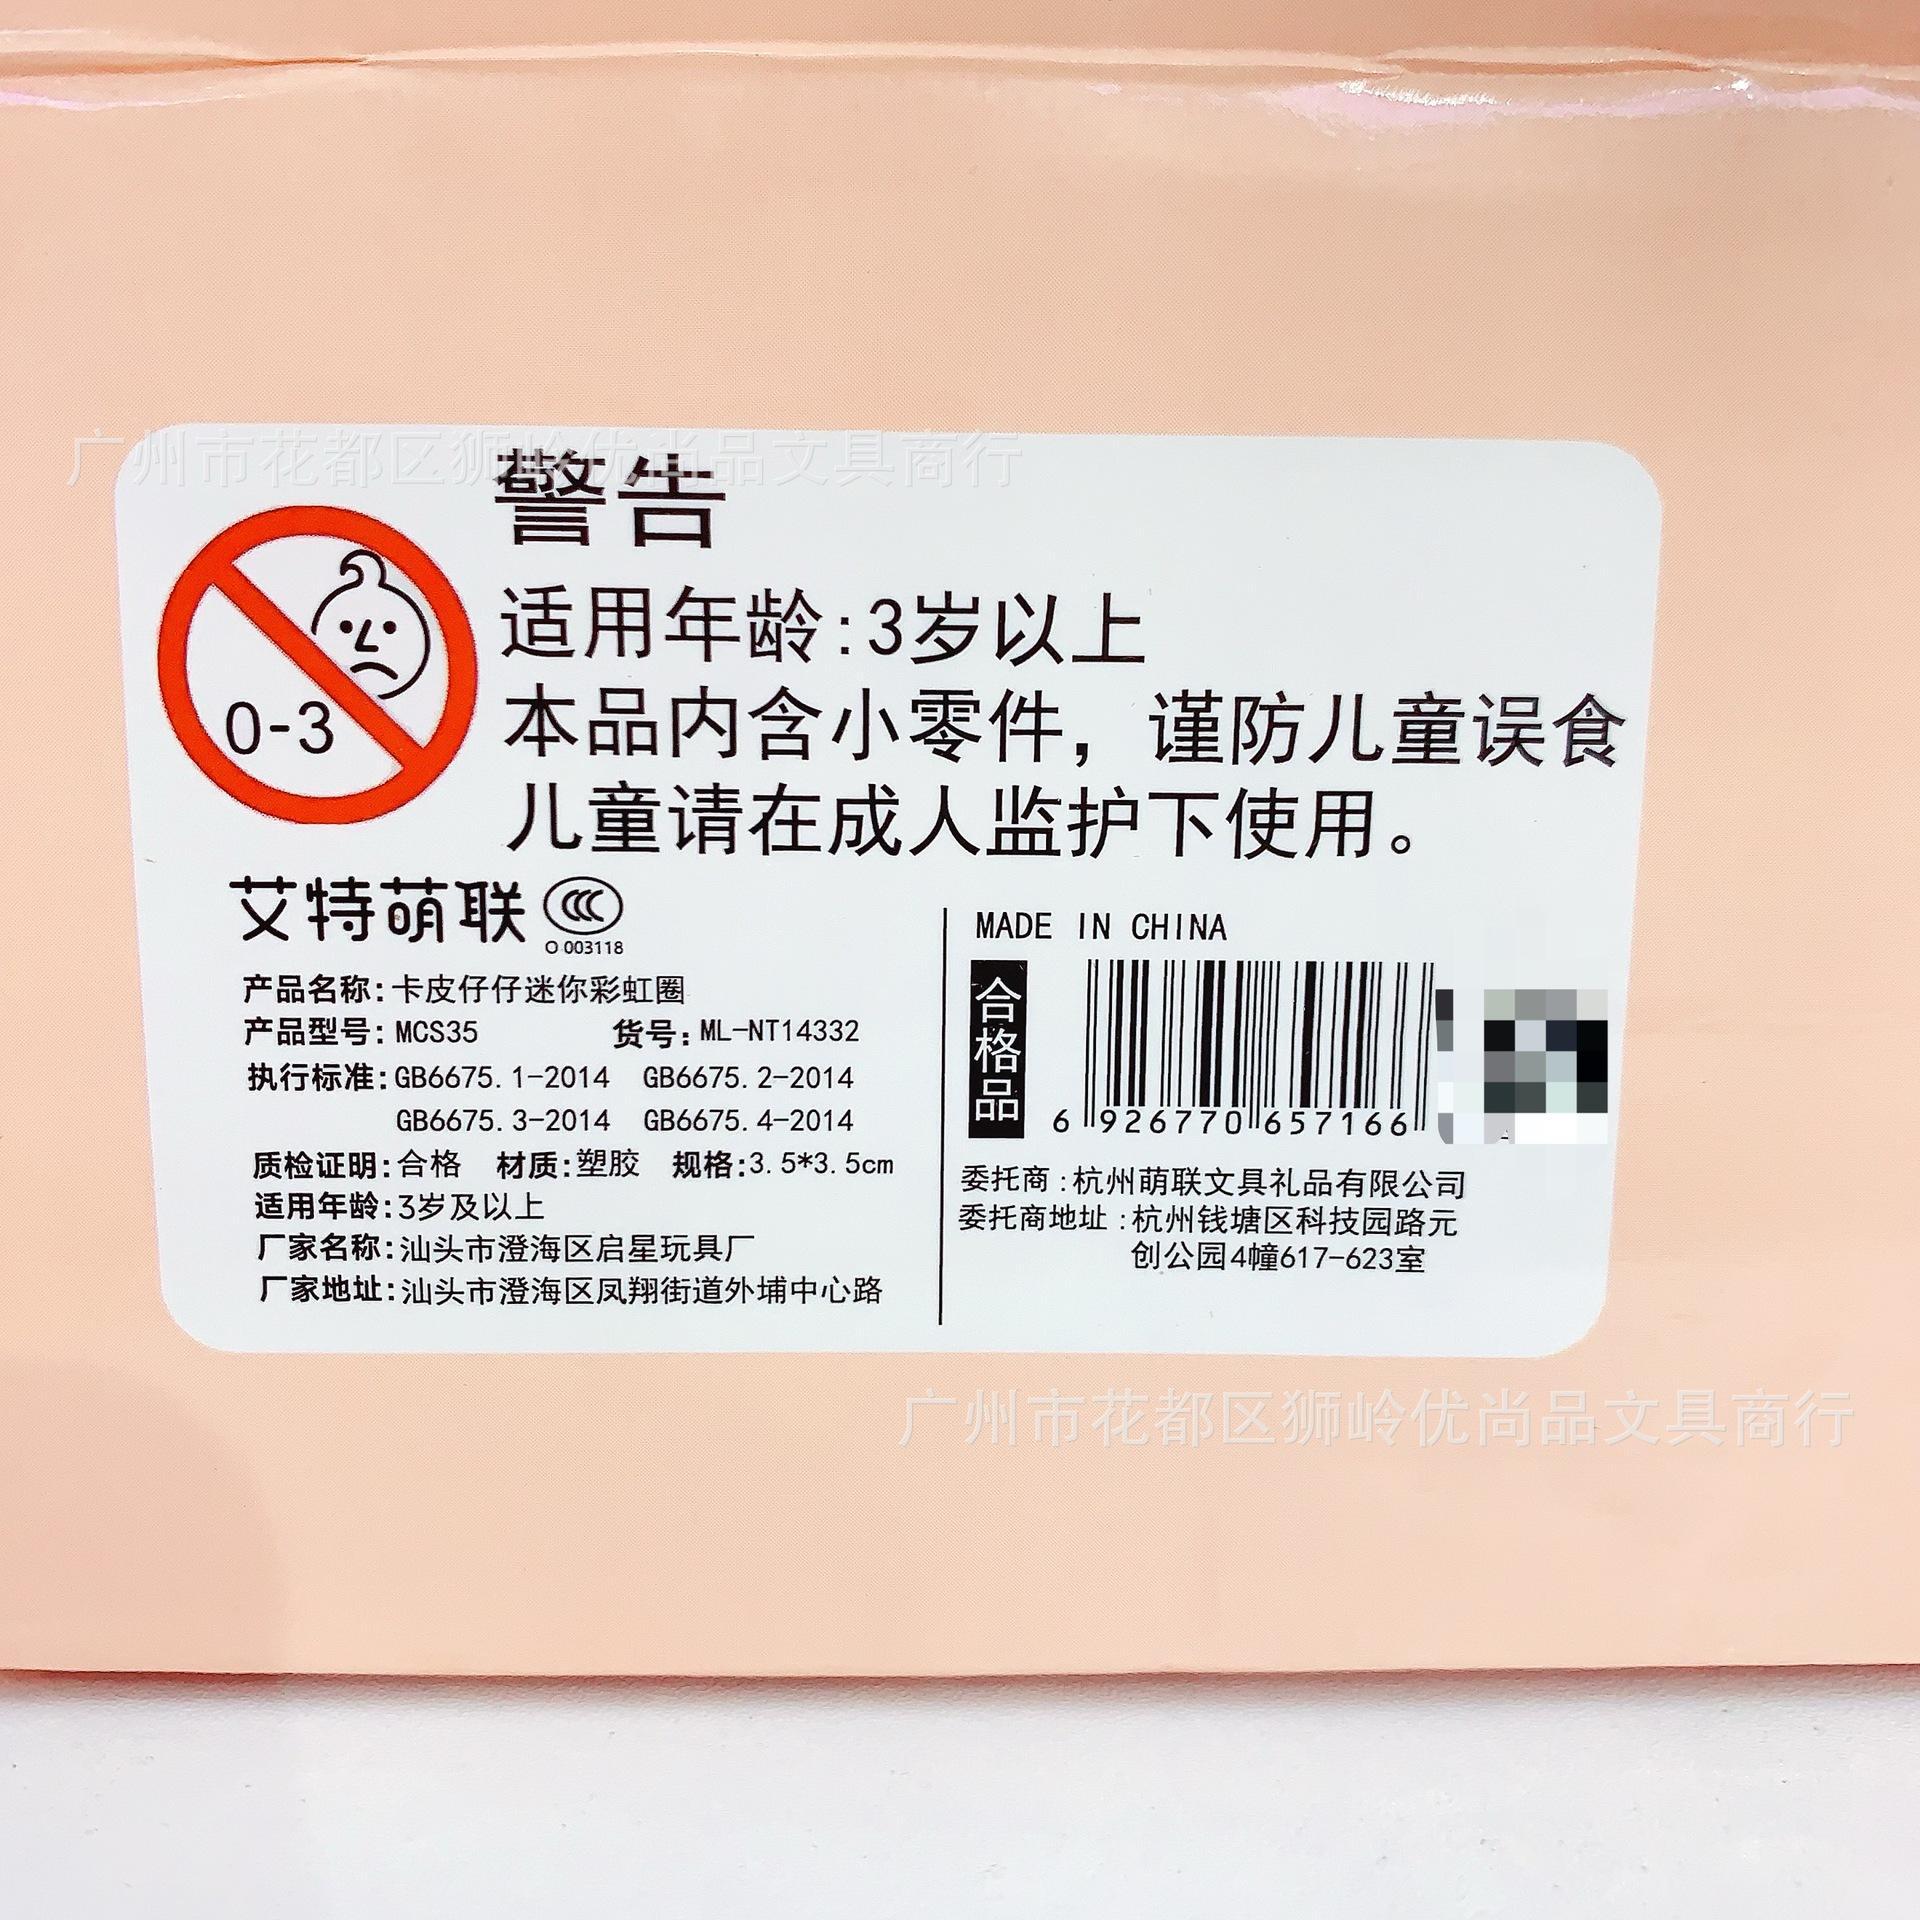 广州市花都区狮岭优尚品文具商行
警告
0-3
适用年龄:3岁以上
本品内含小零件，谨防儿童误食
儿童请在成人监护下使用。
艾特萌联
CCC
O 003118
产品名称:卡皮仔仔迷你彩虹圈
产品型号:MCS35 货号:ML-NT14332
执行标准:GB6675.1-2014 GB6675.2-2014
GB6675.3-2014 GB6675.4-2014
质检证明:合格 材质:塑胶 规格:3.5*3.5cm
适用年龄:3岁及以上
厂家名称:汕头市澄海区启星玩具厂
厂家地址:汕头市澄海区凤翔街道外埔中心路
MADE IN CHINA
合格品
6 926770 657166
委托商:杭州萌联文具礼品有限公司
委托商地址:杭州钱塘区科技园路元
创公园4幢617-623室
广州市花都区狮岭优尚品文具商行